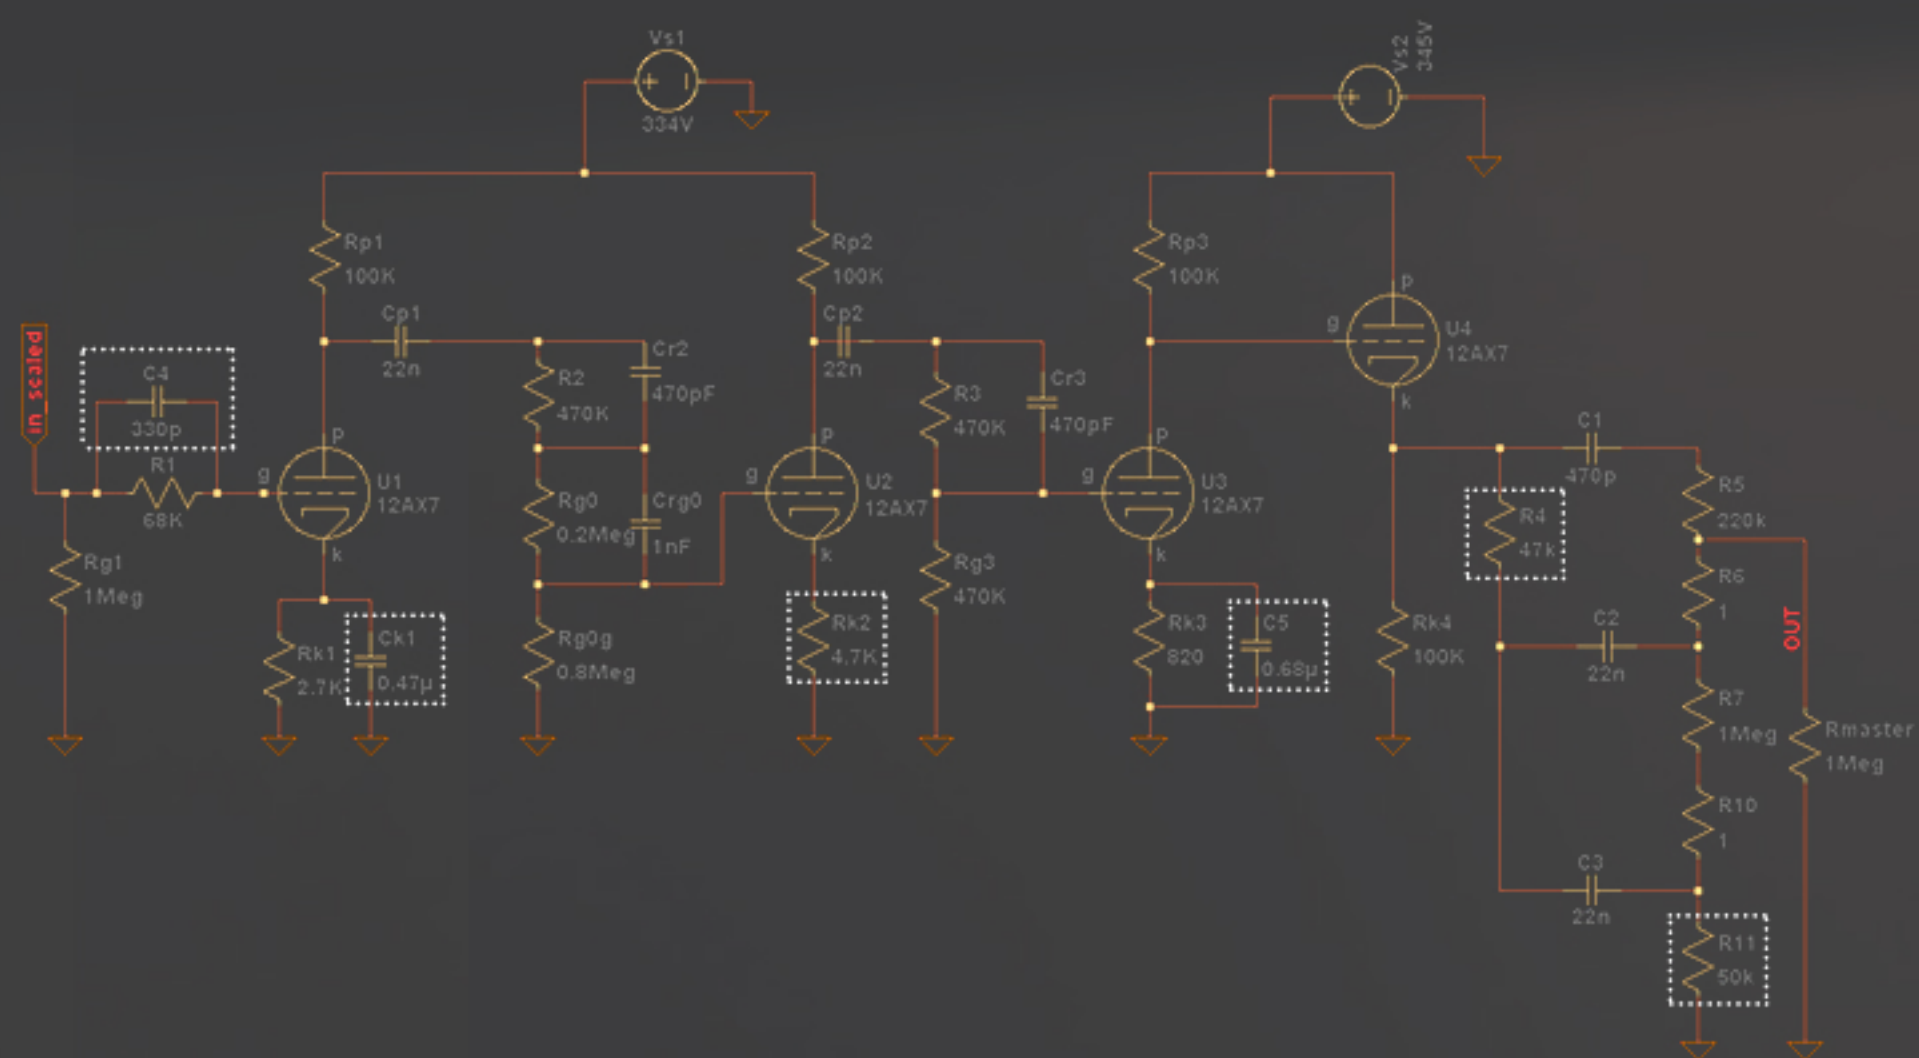 Vs1
334V
Vs2
345V
Rp1
100K
Rp2
100K
Rp3
100K
Cp1
22n
Cp2
22n
in_scaled
C4
330p
R1
68K
g
p
k
U1
12AX7
Rg1
1Meg
Rk1
2.7K
Ck1
0.47µ
R2
470K
Cr2
470pF
Rg0
0.2Meg
Crg0
1nF
Rg0g
0.8Meg
g
p
k
U2
12AX7
Rk2
4.7K
R3
470K
Cr3
470pF
Rg3
470K
g
p
k
U3
12AX7
Rk3
820
C5
0.68µ
g
p
k
U4
12AX7
Rk4
100K
R4
47k
C1
470p
R5
220k
R6
1
C2
22n
R7
1Meg
OUT
Rmaster
1Meg
R10
1
C3
22n
R11
50k